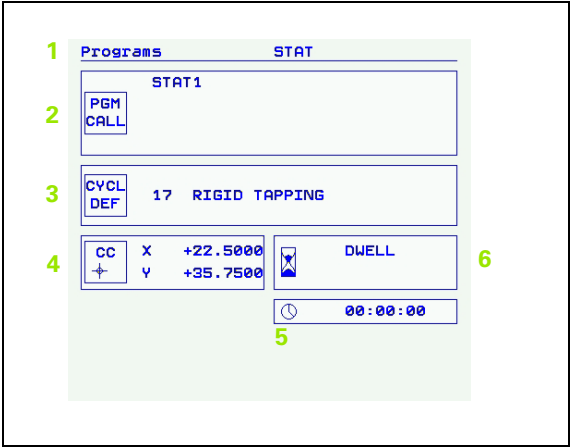 1 Programs STAT
STAT1
2 PGM CALL
3 CYCL DEF 17 RIGID TAPPING
4 CC X +22.5000
Y +35.7500
DWELL 6
00:00:00
5